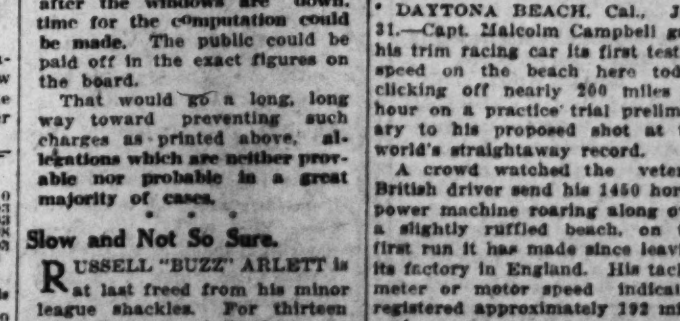 after the windows are down.
time for the computation could
be made. The public could be
paid off in the exact figures on
the board.
That would go a long, long
way toward preventing such
charges as printed above, al-
legations which are neither prov-
able nor probable in a great
majority of cases.
* * *
Slow and Not So Sure.
RUSSELL "BUZZ" ARLETT is
at last freed from his minor
league shackles. For thirteen
* DAYTONA BEACH, Cal., J
31.—Capt. Malcolm Campbell g
his trim racing car its first test
speed on the beach here tod
clicking off nearly 200 miles
hour on a practice trial prelim
ary to his proposed shot at
world's straightaway record.
A crowd watched the veter
British driver send his 1450 hor
power machine roaring along o
a slightly ruffled beach, on
first run it has made since leavi
its factory in England. His tac
meter or motor speed indica
registered approximately 192 mi